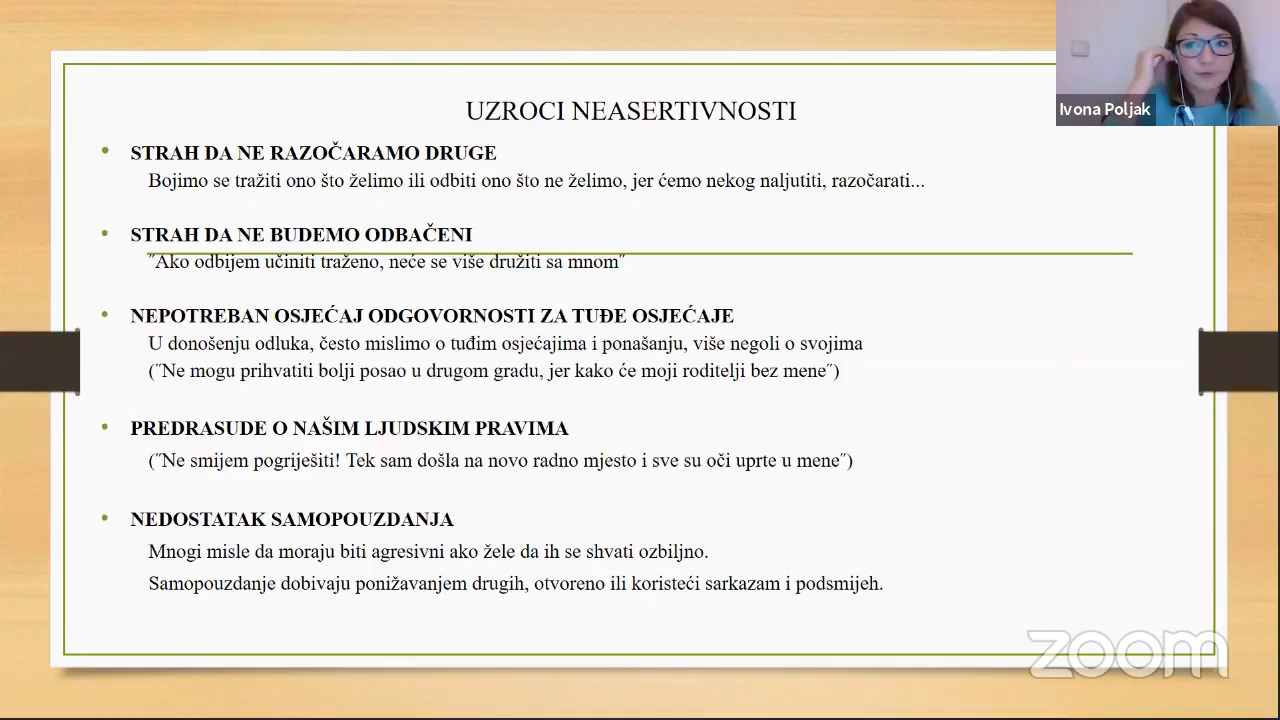 UZROCI NEASERTIVNOSTI
• STRAH DA NE RAZOČARAMO DRUGE
Bojimo se tražiti ono što želimo ili odbiti ono što ne želimo, jer ćemo nekog naljutiti, razočarati...
• STRAH DA NE BUDEMO ODBAČENI
˝Ako odbijem učiniti traženo, neće se više družiti sa mnom˝
• NEPOTREBAN OSJEĆAJ ODGOVORNOSTI ZA TUĐE OSJEĆAJE
U donošenju odluka, često mislimo o tuđim osjećajima i ponašanju, više negoli o svojima
(˝Ne mogu prihvatiti bolji posao u drugom gradu, jer kako će moji roditelji bez mene˝)
• PREDRASUDE O NAŠIM LJUDSKIM PRAVIMA
(˝Ne smijem pogriješiti! Tek sam došla na novo radno mjesto i sve su oči uprte u mene˝)
• NEDOSTATAK SAMOPOUZDANJA
Mnogi misle da moraju biti agresivni ako žele da ih se shvati ozbiljno.
Samopouzdanje dobivaju ponižavanjem drugih, otvoreno ili koristeći sarkazam i podsmijeh.
Ivona Poljak
zoom